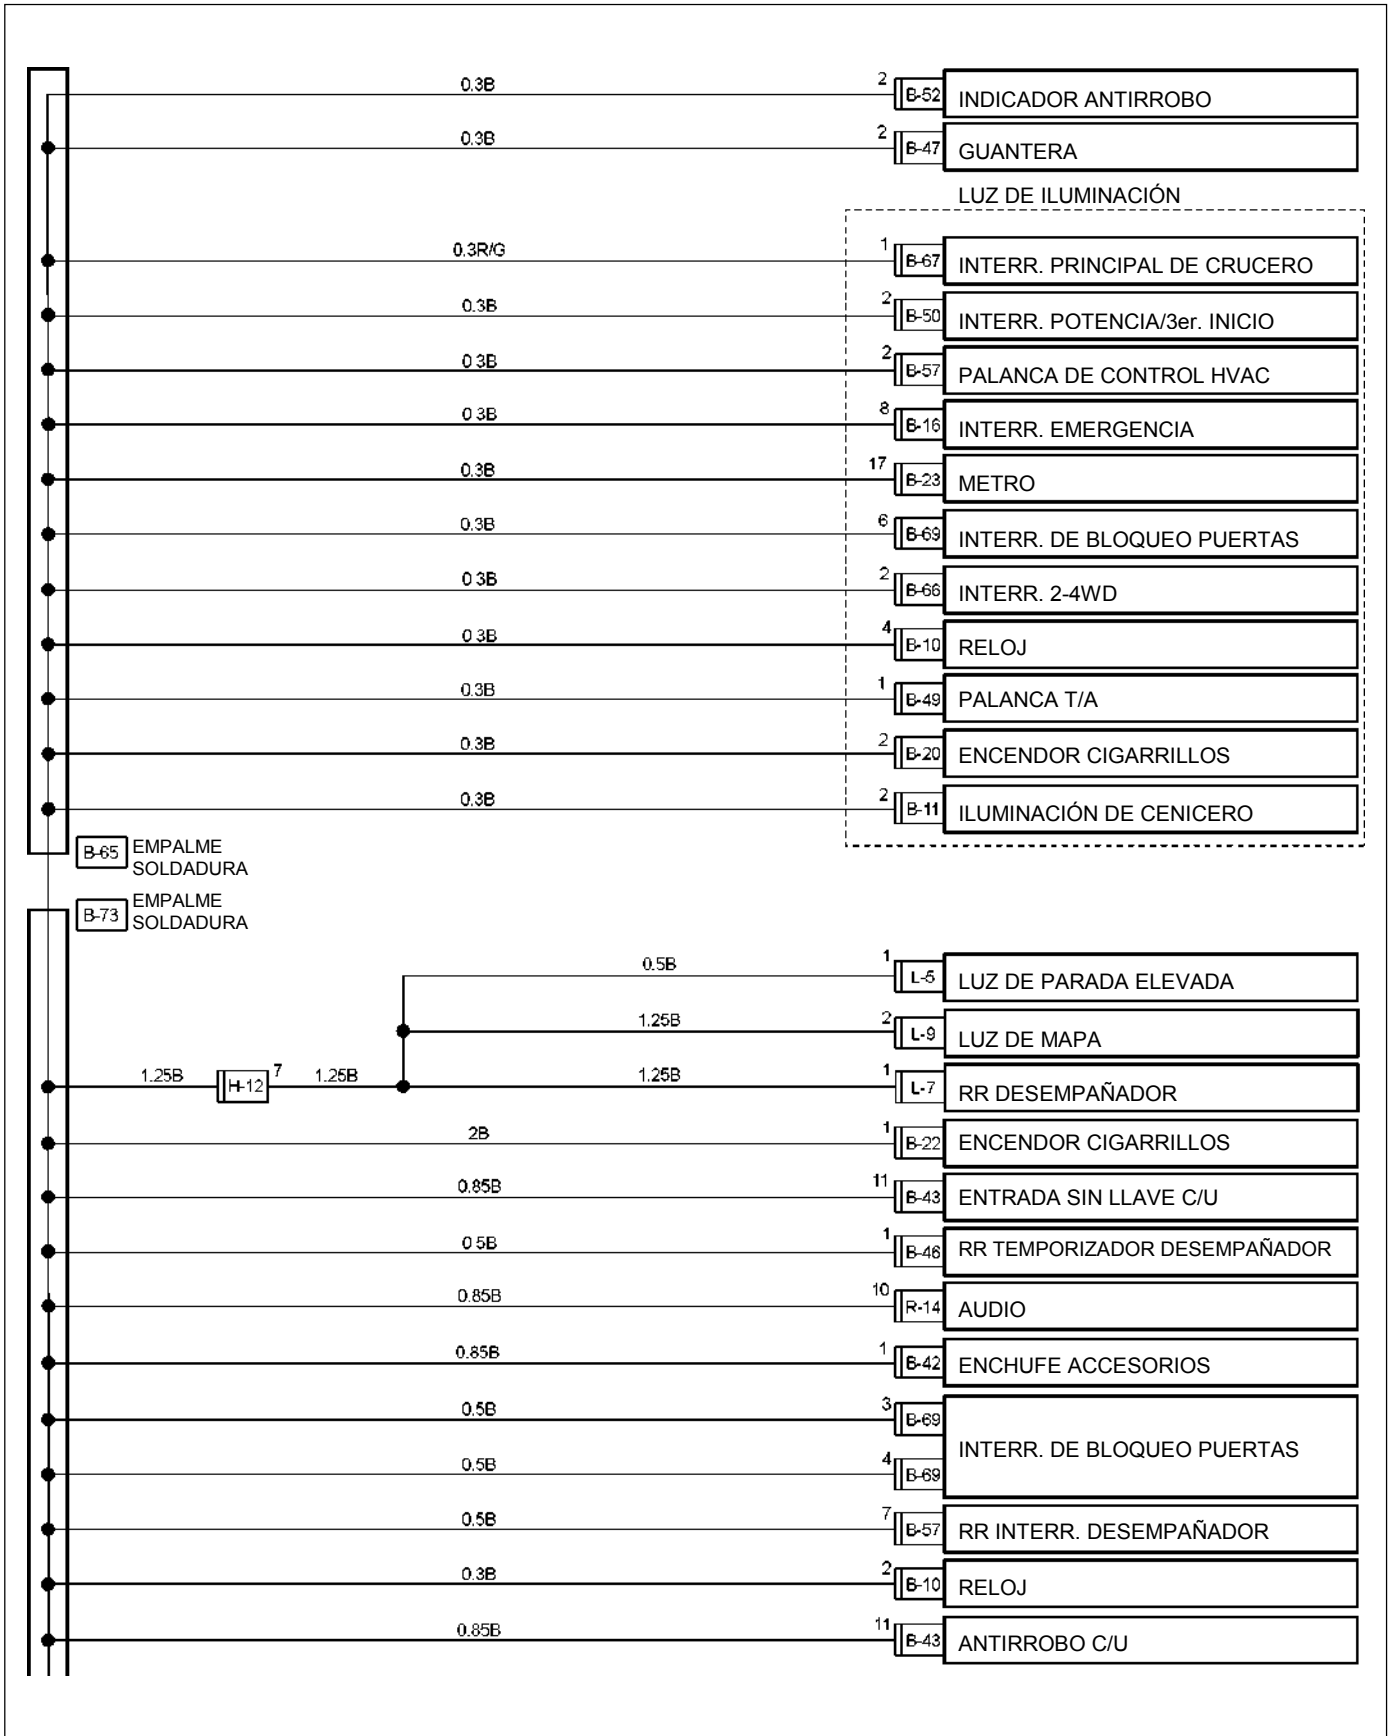 0.3B 2 B-52 INDICADOR ANTIRROBO
0.3B 2 B-47 GUANTERA
LUZ DE ILUMINACIÓN
0.3R/G 1 B-67 INTERR. PRINCIPAL DE CRUCERO
0.3B 2 B-50 INTERR. POTENCIA/3er. INICIO
0 3B 2 B-57 PALANCA DE CONTROL HVAC
0 3B 8 B-16 INTERR. EMERGENCIA
0.3B 17 B-23 METRO
0.3B 6 B-69 INTERR. DE BLOQUEO PUERTAS
0 3B 2 B-66 INTERR. 2-4WD
0 3B 4 B-10 RELOJ
0.3B 1 B-49 PALANCA T/A
0.3B 2 B-20 ENCENDOR CIGARRILLOS
0.3B 2 B-11 ILUMINACIÓN DE CENICERO
B-65 EMPALME
SOLDADURA
B-73 EMPALME
SOLDADURA
0.5B 1 L-5 LUZ DE PARADA ELEVADA
1.25B 2 L-9 LUZ DE MAPA
1.25B H-12 7 1.25B 1.25B 1 L-7 RR DESEMPAÑADOR
2B 1 B-22 ENCENDOR CIGARRILLOS
0.85B 11 B-43 ENTRADA SIN LLAVE C/U
0 5B 1 B-46 RR TEMPORIZADOR DESEMPAÑADOR
0.85B 10 R-14 AUDIO
0.85B 1 B-42 ENCHUFE ACCESORIOS
0.5B 3 B-69
INTERR. DE BLOQUEO PUERTAS
0.5B 4 B-69
0.5B 7 B-57 RR INTERR. DESEMPAÑADOR
0.3B 2 B-10 RELOJ
0.85B 11 B-43 ANTIRROBO C/U